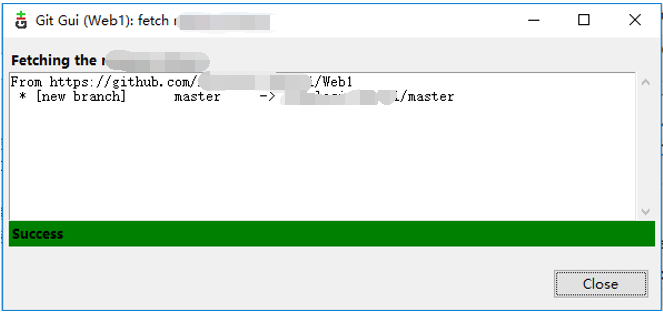 Git Gui (Web1): fetch
Fetching the
From https://github.com/ /Web1
* [new branch] master -> /master
Success
Close